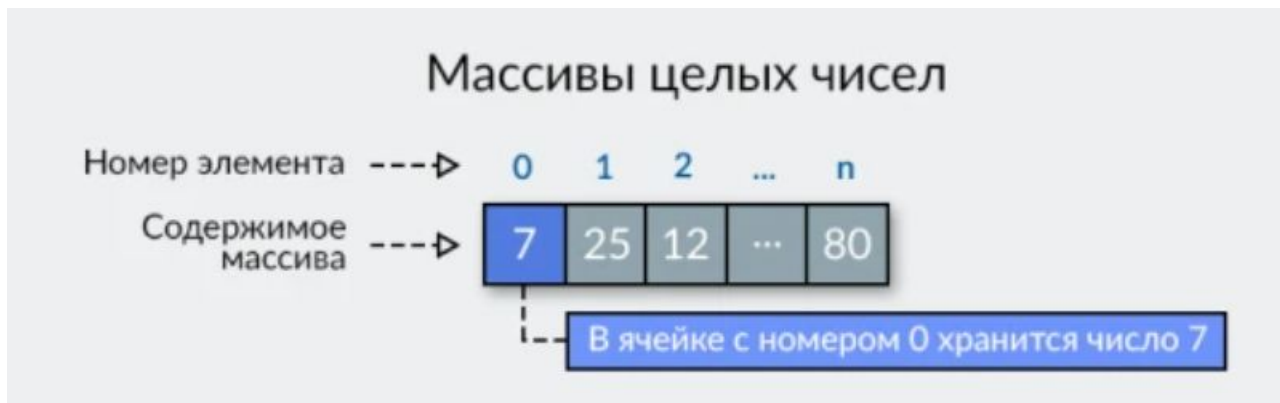 Массивы целых чисел
Номер элемента 0 1 2 ... n
Содержимое
массива
7 25 12 ... 80
В ячейке с номером 0 хранится число 7